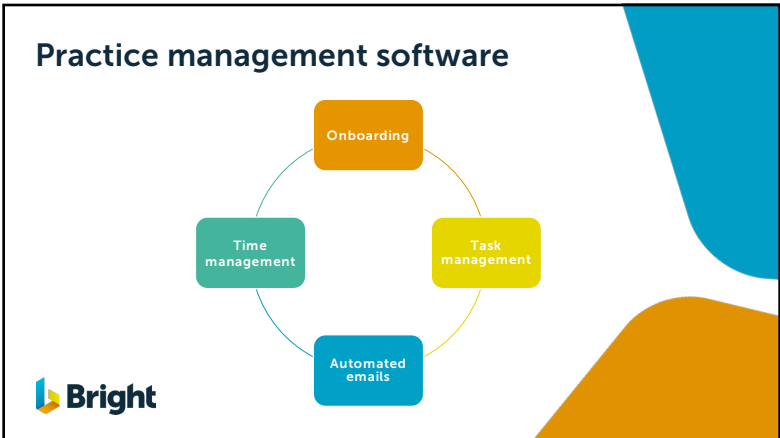 Practice management software
Onboarding
Time
management
Task
management
Automated
emails
Bright